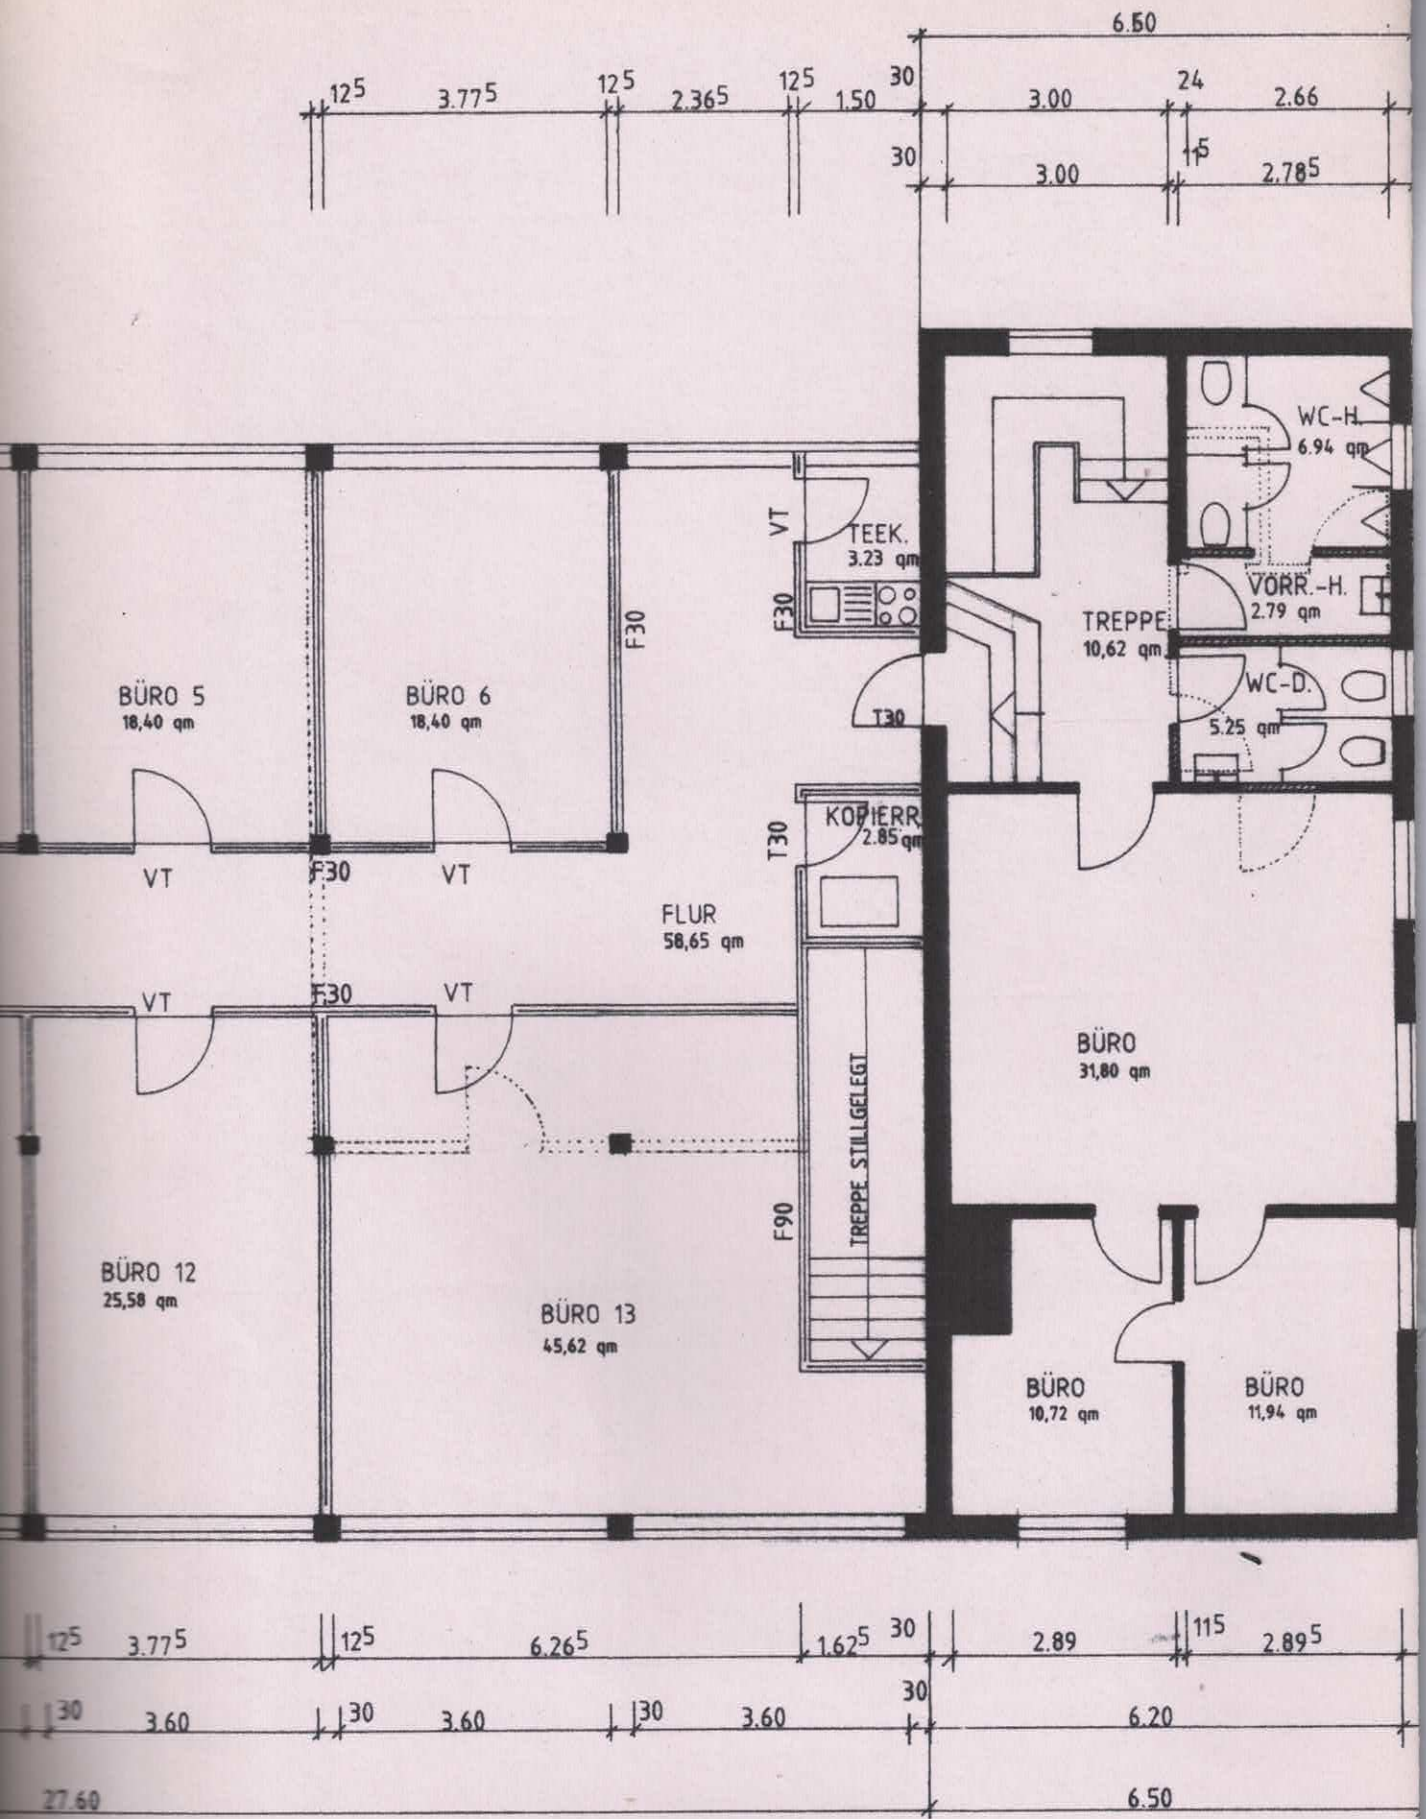 6.50
12⁵ 3.77⁵ 12⁵ 2.36⁵ 12⁵ 1.50 30 3.00 24 2.66
30 3.00 11⁵ 2.78⁵
WC-H.
6.94 qm
VT
TEEK.
3.23 qm
F30
F30
VORR.-H.
2.79 qm
TREPPE
10,62 qm
BÜRO 5
18,40 qm
BÜRO 6
18,40 qm
WC-D.
5.25 qm
T30
KOPIERR.
2.85 qm
T30
VT
F30
VT
FLUR
58,65 qm
VT
F30
VT
BÜRO
31,80 qm
TREPPE STILLGELEGT
F90
BÜRO 12
25,58 qm
BÜRO 13
45,62 qm
BÜRO
10,72 qm
BÜRO
11,94 qm
12⁵ 3.77⁵ 12⁵ 6.26⁵ 1.62⁵ 30 2.89 11⁵ 2.89⁵
30 3.60 30 3.60 30 3.60 30 6.20
27.60 6.50